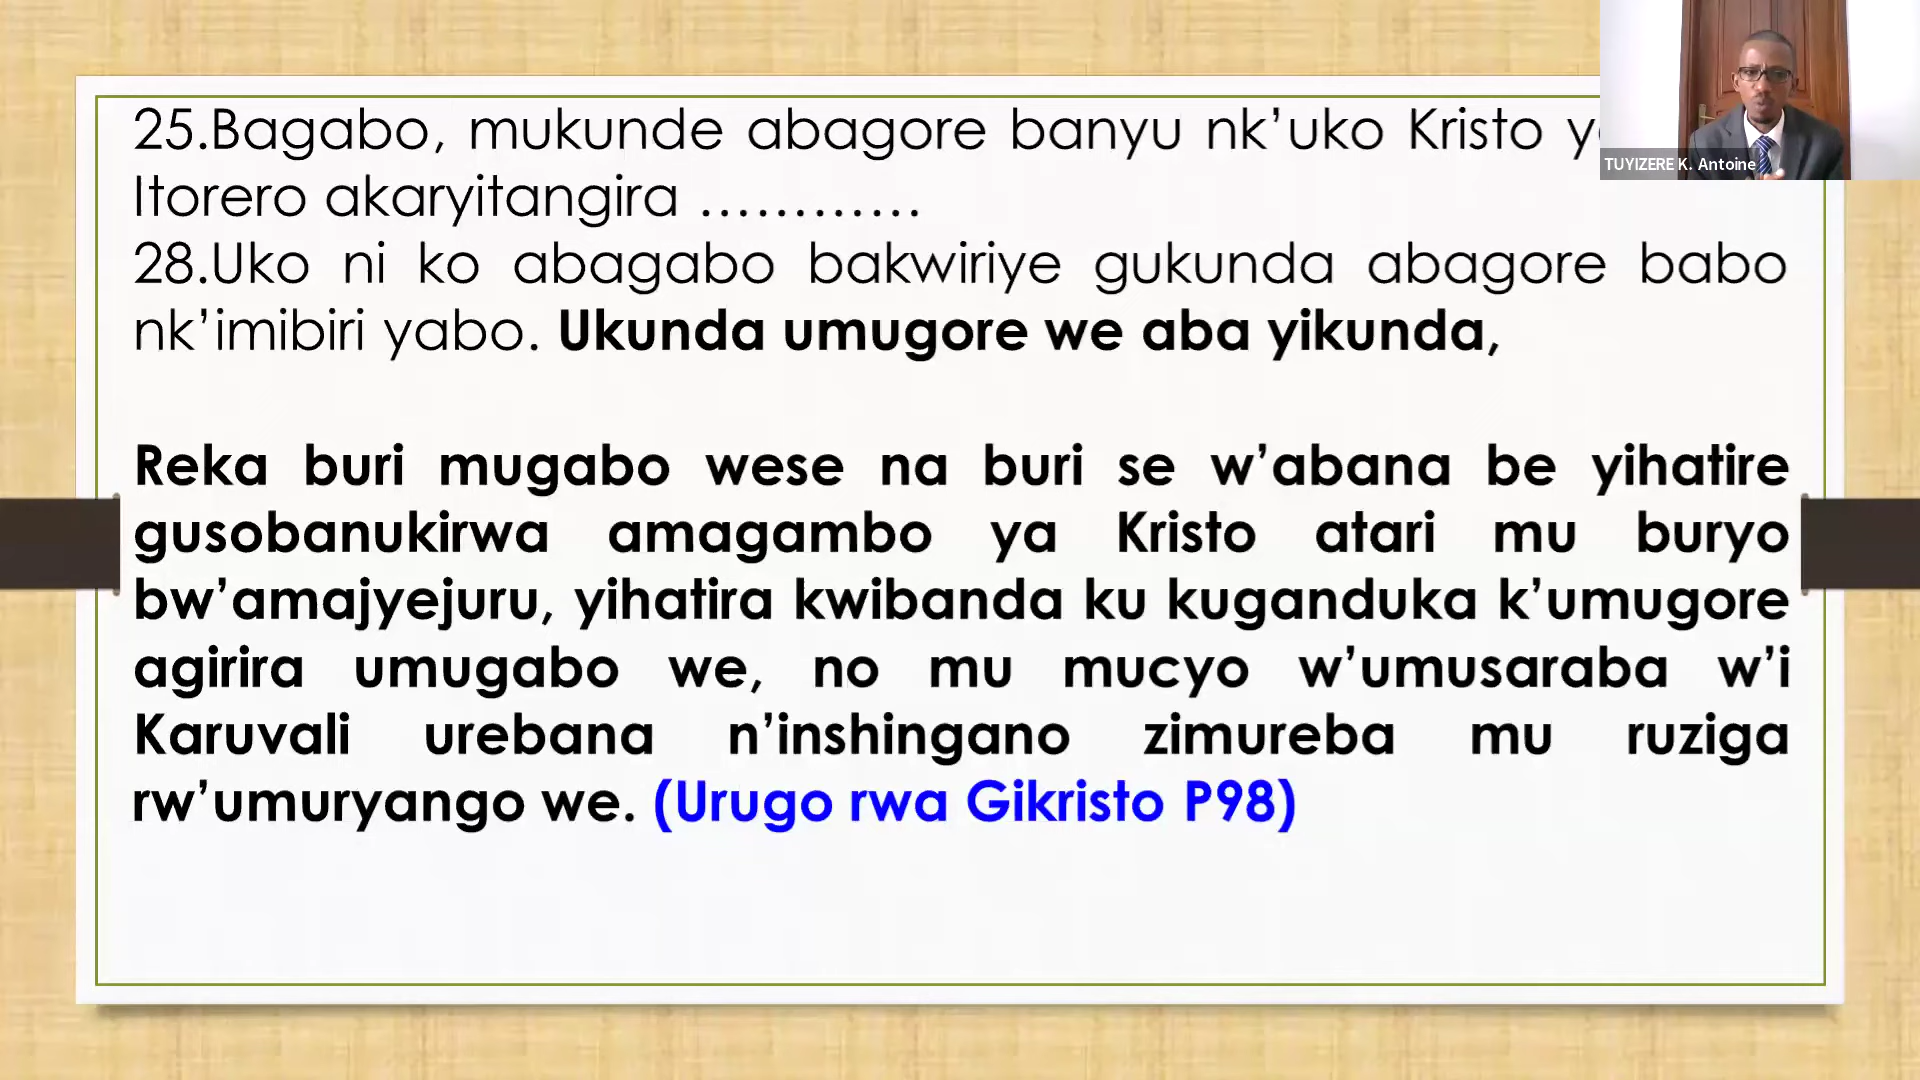 25.Bagabo, mukunde abagore banyu nk’uko Kristo
Itorero akaryitangira …………
28.Uko ni ko abagabo bakwiriye gukunda abagore babo
nk’imibiri yabo. Ukunda umugore we aba yikunda,
Reka buri mugabo wese na buri se w’abana be yihatire
gusobanukirwa amagambo ya Kristo atari mu buryo
bw’amajyejuru, yihatira kwibanda ku kuganduka k’umugore
agirira umugabo we, no mu mucyo w’umusaraba w’i
Karuvali urebana n’inshingano zimureba mu ruziga
rw’umuryango we. (Urugo rwa Gikristo P98)
TUYIZERE K. Antoine